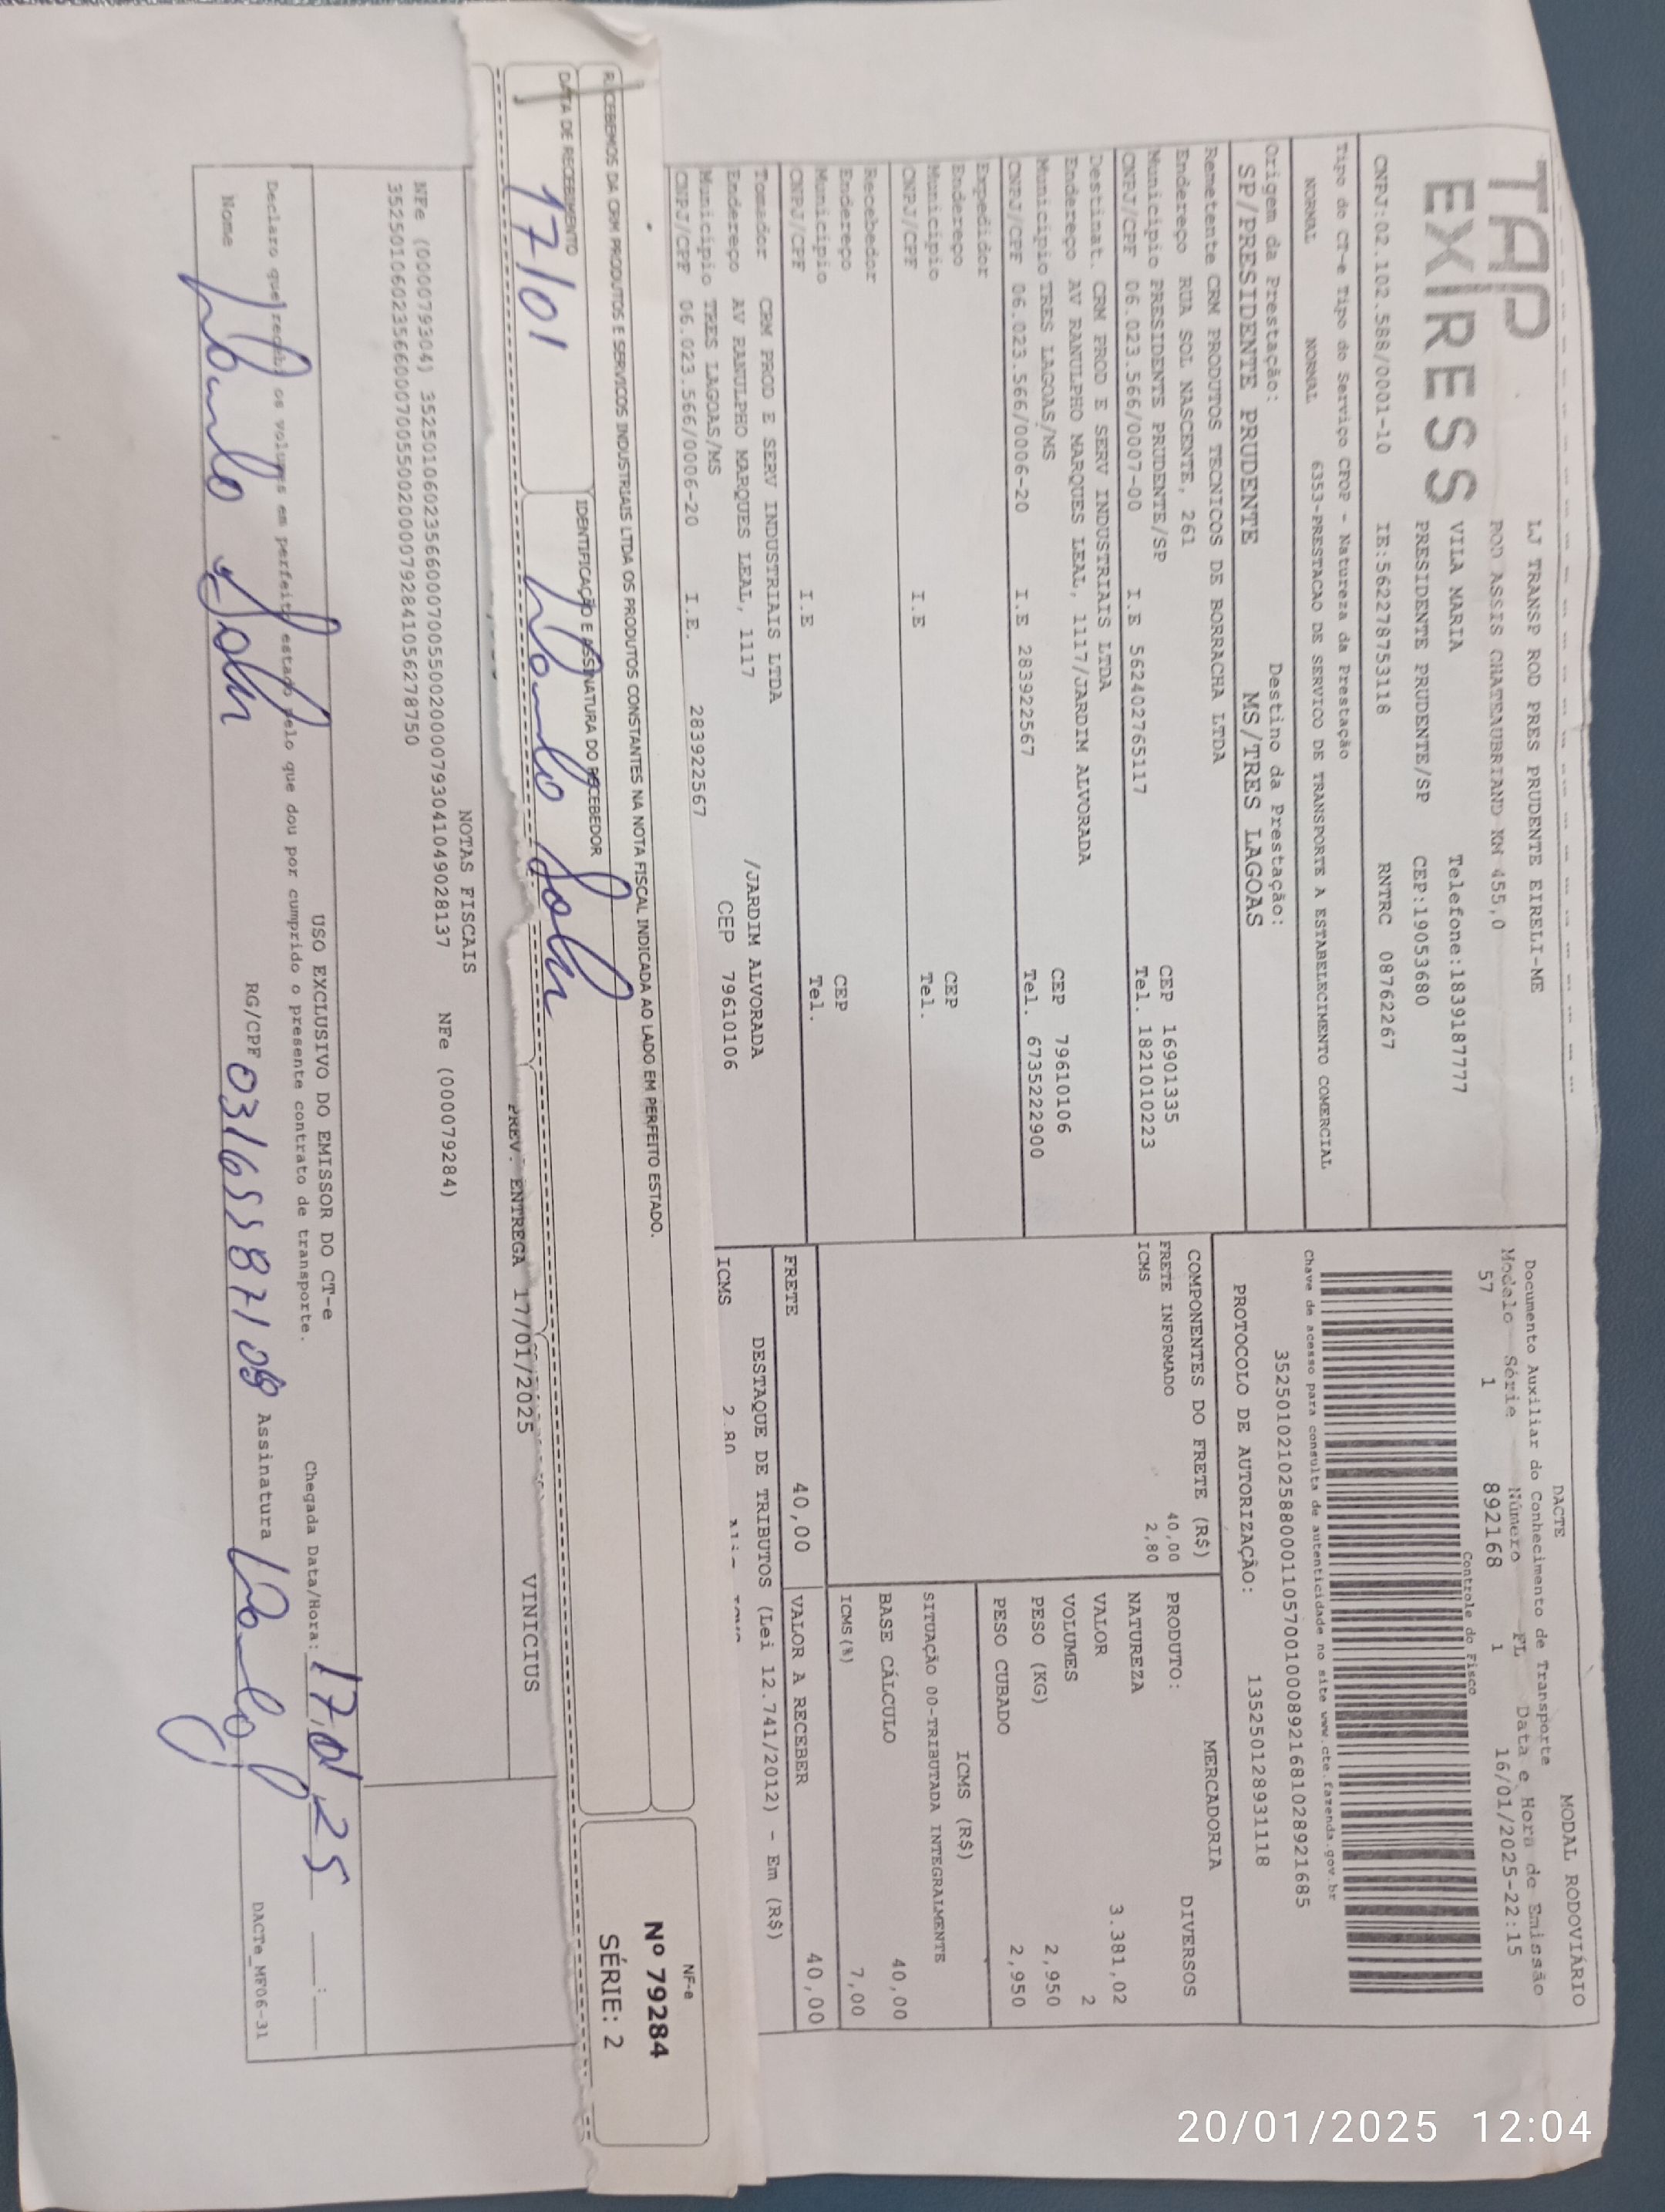 MODAL RODOVIÁRIO
DACTE
Documento Auxiliar do Conhecimento de Transporte
Modelo Série Número FL Data e Hora de Emissão
57 1 892168 1 16/01/2025-22:15
Controle do Fisco
TAP
EXPRESS
LJ TRANSP ROD PRES PRUDENTE EIRELI-ME
ROD ASSIS CHATEAUBRIAND KM 455,0
VILA MARIA Telefone:1839187777
PRESIDENTE PRUDENTE/SP CEP:19053680
CNPJ:02.102.588/0001-10 IE:562278753118 RNTRC 08762267
Chave de acesso para consulta de autenticidade no site www.cte.fazenda.gov.br
35250102102588000110570010008921681028921685
PROTOCOLO DE AUTORIZAÇÃO: 135250128931118
Tipo do CT-e Tipo do Serviço CFOP - Natureza da Prestação
NORMAL NORMAL 6353-PRESTACAO DE SERVICO DE TRANSPORTE A ESTABELECIMENTO COMERCIAL
Origem da Prestação: Destino da Prestação:
SP/PRESIDENTE PRUDENTE MS/TRES LAGOAS
Remetente CRM PRODUTOS TECNICOS DE BORRACHA LTDA
Endereço RUA SOL NASCENTE, 261
Município PRESIDENTE PRUDENTE/SP CEP 16901335
CNPJ/CPF 06.023.566/0007-00 I.E 562402765117 Tel. 1821010223
Destinat. CRM PROD E SERV INDUSTRIAIS LTDA
Endereço AV RANULPHO MARQUES LEAL, 1117/JARDIM ALVORADA
Município TRES LAGOAS/MS CEP 79610106
CNPJ/CPF 06.023.566/0006-20 I.E 283922567 Tel. 6735222900
Expedidor
Endereço
Município CEP
CNPJ/CPF I.E Tel.
Recebedor
Endereço
Município CEP
CNPJ/CPF I.E Tel.
Tomador CRM PROD E SERV INDUSTRIAIS LTDA
Endereço AV RANULPHO MARQUES LEAL, 1117 /JARDIM ALVORADA
Município TRES LAGOAS/MS CEP 79610106
CNPJ/CPF 06.023.566/0006-20 I.E. 283922567
COMPONENTES DO FRETE (R$)
FRETE INFORMADO 40,00
ICMS 2,80
MERCADORIA
PRODUTO: DIVERSOS
NATUREZA
VALOR 3.381,02
VOLUMES 2
PESO (KG) 2,950
PESO CUBADO 2,950
ICMS (R$)
SITUAÇÃO 00-TRIBUTADA INTEGRALMENTE
BASE CÁLCULO 40,00
ICMS(%) 7,00
FRETE 40,00 VALOR A RECEBER 40,00
DESTAQUE DE TRIBUTOS (Lei 12.741/2012) - Em (R$)
ICMS 2,80
RECEBEMOS DA CRM PRODUTOS E SERVICOS INDUSTRIAIS LTDA OS PRODUTOS CONSTANTES NA NOTA FISCAL INDICADA AO LADO EM PERFEITO ESTADO.
DATA DE RECEBIMENTO IDENTIFICAÇÃO E ASSINATURA DO RECEBEDOR
17/01
NF-e
Nº 79284
SÉRIE: 2
PREV. ENTREGA 17/01/2025 VINICIUS
NOTAS FISCAIS
NFe (000079304) 35250106023566000700550020000793041049028137 NFe (000079284)
35250106023566000700550020000792841056278750
USO EXCLUSIVO DO EMISSOR DO CT-e
Declaro que recebi os volumes em perfeito estado pelo que dou por cumprido o presente contrato de transporte.
Chegada Data/Hora: 17/01/25 __:__
Nome RG/CPF Assinatura
DACTe_MF06-31
20/01/2025 12:04